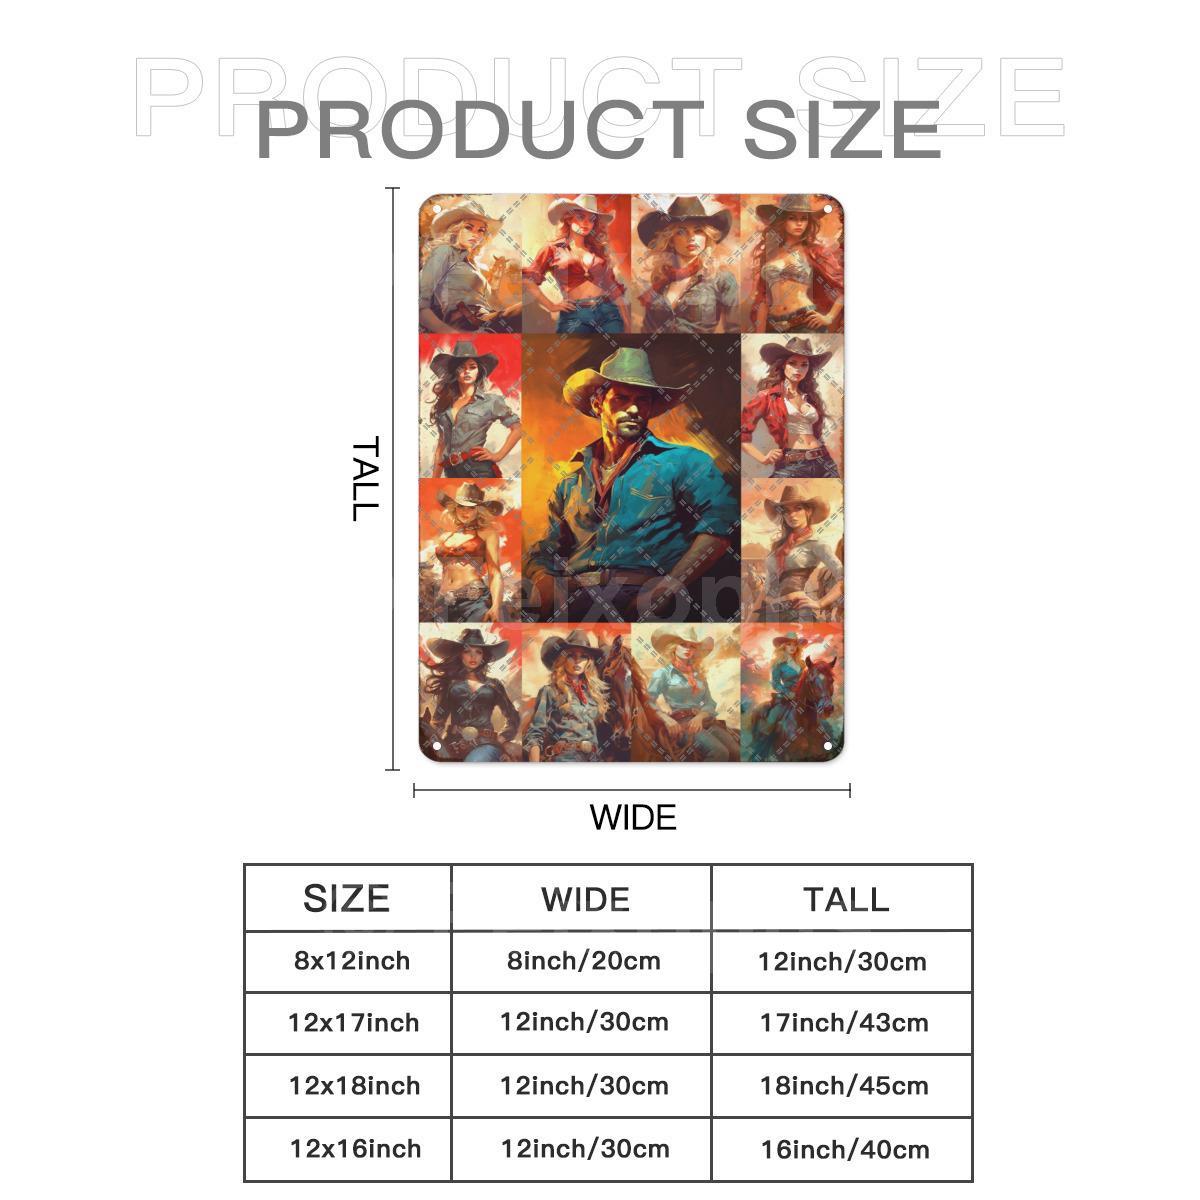 PRODUCT SIZE
PRODUCT SIZE
TALL
WIDE
SIZE WIDE TALL
8x12inch 8inch/20cm 12inch/30cm
12x17inch 12inch/30cm 17inch/43cm
12x18inch 12inch/30cm 18inch/45cm
12x16inch 12inch/30cm 16inch/40cm